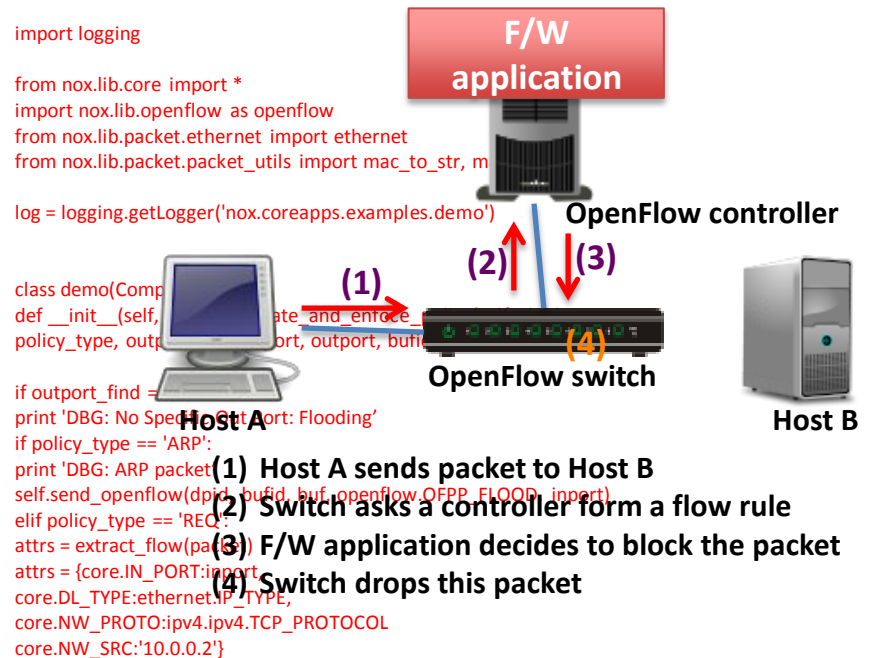 import logging
F/W
application
from nox.lib.core import *
import nox.lib.openflow as openflow
from nox.lib.packet.ethernet import ethernet
from nox.lib.packet.packet_utils import mac_to_str, m
log = logging.getLogger('nox.coreapps.examples.demo')
OpenFlow controller
(1)
(2)
(3)
class demo(Comp
def __init__(self,
ate_and_enfoce_
policy_type, outp
ort, outport, bufid
(4)
OpenFlow switch
if outport_find =
print 'DBG: No Specific Out Port: Flooding’
Host A
Host B
if policy_type == 'ARP':
print 'DBG: ARP packet'
(1) Host A sends packet to Host B
self.send_openflow(dpid, bufid, buf, openflow.OFPP_FLOOD, inport)
(2) Switch asks a controller form a flow rule
elif policy_type == 'REQ':
attrs = extract_flow(packet)
(3) F/W application decides to block the packet
attrs = {core.IN_PORT:inport,
(4) Switch drops this packet
core.DL_TYPE:ethernet.IP_TYPE,
core.NW_PROTO:ipv4.ipv4.TCP_PROTOCOL
core.NW_SRC:'10.0.0.2'}